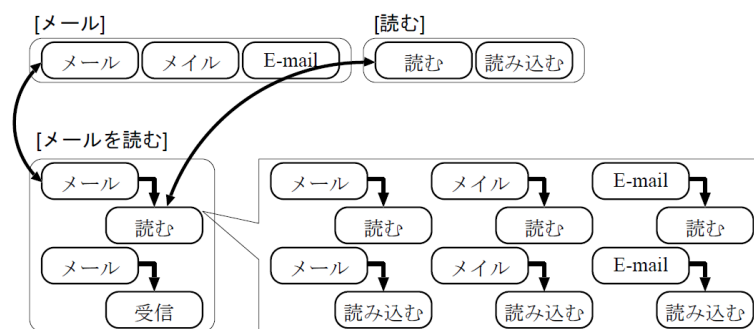 [メール] [読む]
メール メイル E-mail 読む 読み込む
[メールを読む]
メール メール メイル E-mail
読む 読む 読む 読む
メール メール メイル E-mail
受信 読み込む 読み込む 読み込む